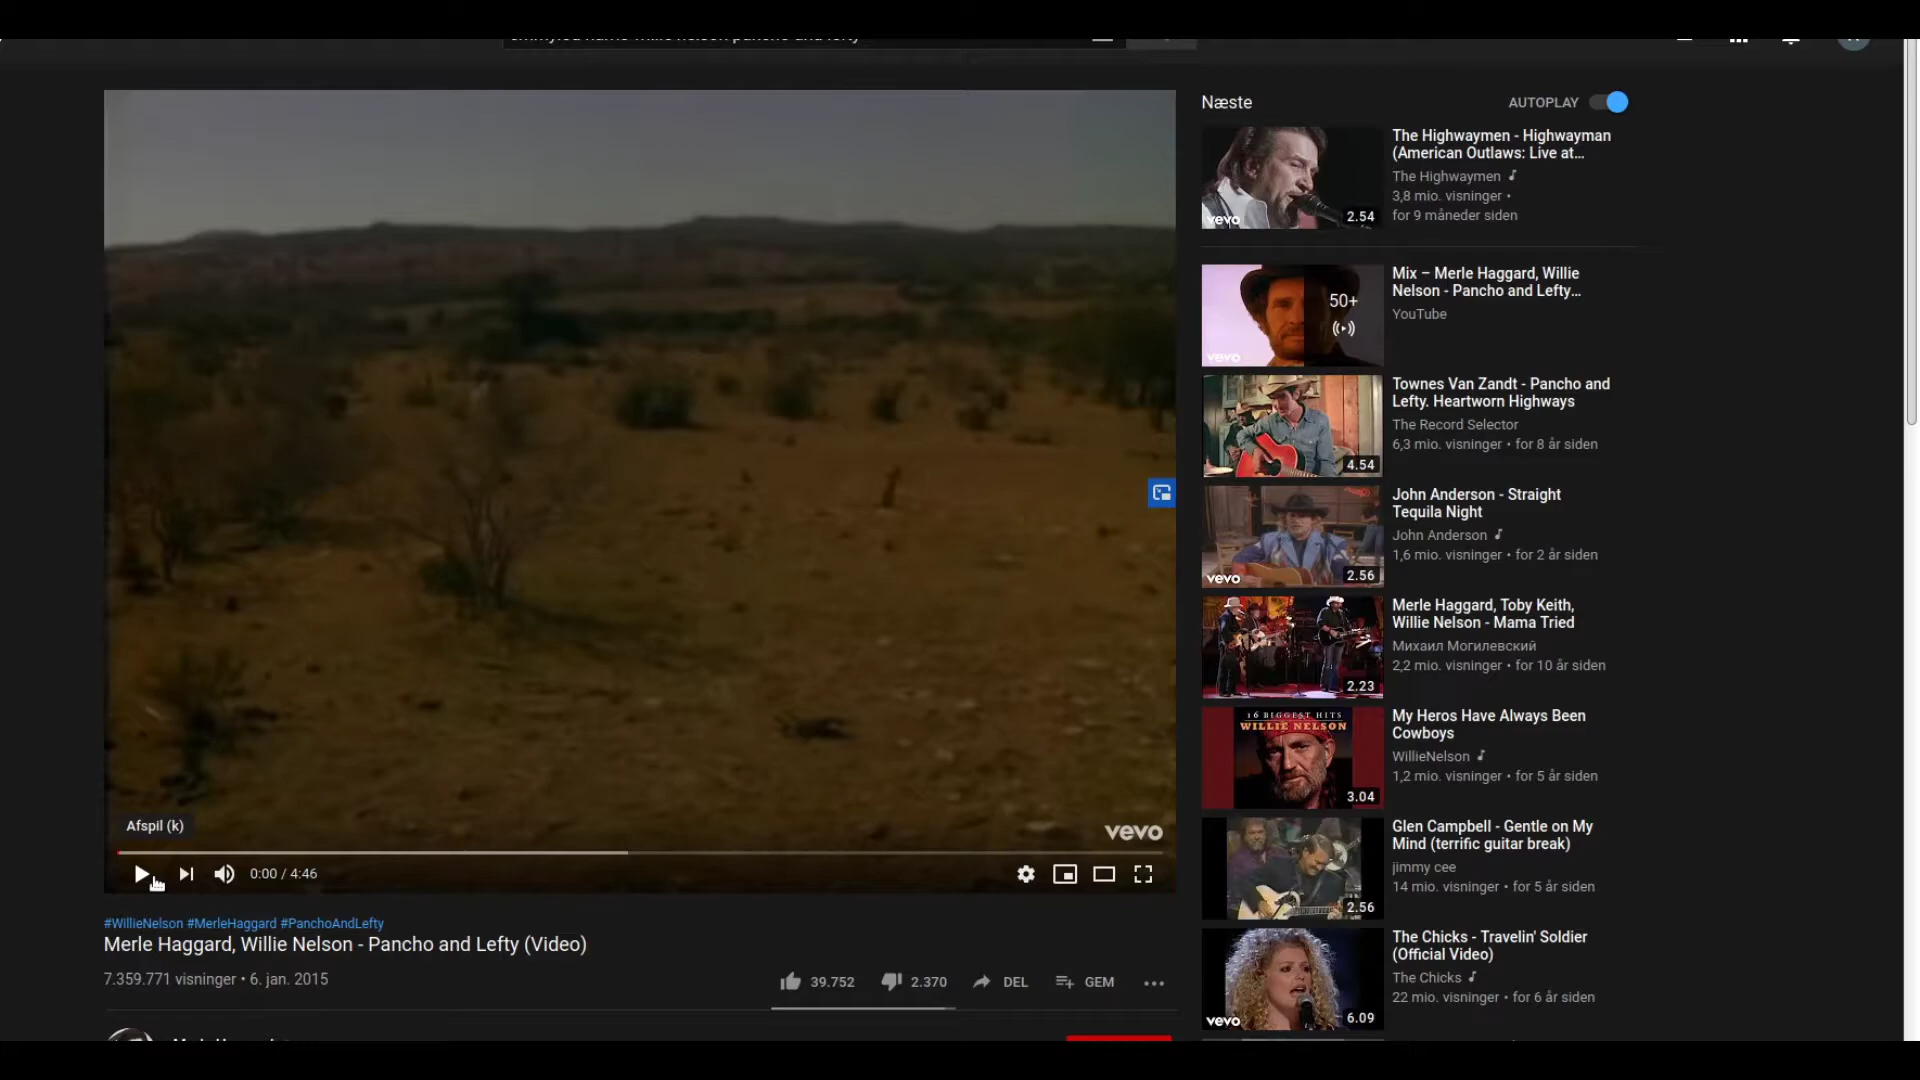 Næste
AUTOPLAY
The Highwaymen - Highwayman
(American Outlaws: Live at...
The Highwaymen
3,8 mio. visninger •
for 9 måneder siden
vevo
2.54
Mix – Merle Haggard, Willie
Nelson - Pancho and Lefty...
YouTube
50+
vevo
Townes Van Zandt - Pancho and
Lefty. Heartworn Highways
The Record Selector
6,3 mio. visninger • for 8 år siden
4.54
John Anderson - Straight
Tequila Night
John Anderson
1,6 mio. visninger • for 2 år siden
vevo
2.56
Merle Haggard, Toby Keith,
Willie Nelson - Mama Tried
Михаил Могилевский
2,2 mio. visninger • for 10 år siden
2.23
16 BIGGEST HITS
WILLIE NELSON
My Heros Have Always Been
Cowboys
WillieNelson
1,2 mio. visninger • for 5 år siden
3.04
Glen Campbell - Gentle on My
Mind (terrific guitar break)
jimmy cee
14 mio. visninger • for 5 år siden
2.56
The Chicks - Travelin' Soldier
(Official Video)
The Chicks
22 mio. visninger • for 6 år siden
vevo
6.09
Afspil (k)
vevo
0:00 / 4:46
#WillieNelson #MerleHaggard #PanchoAndLefty
Merle Haggard, Willie Nelson - Pancho and Lefty (Video)
7.359.771 visninger • 6. jan. 2015
39.752
2.370
DEL
GEM